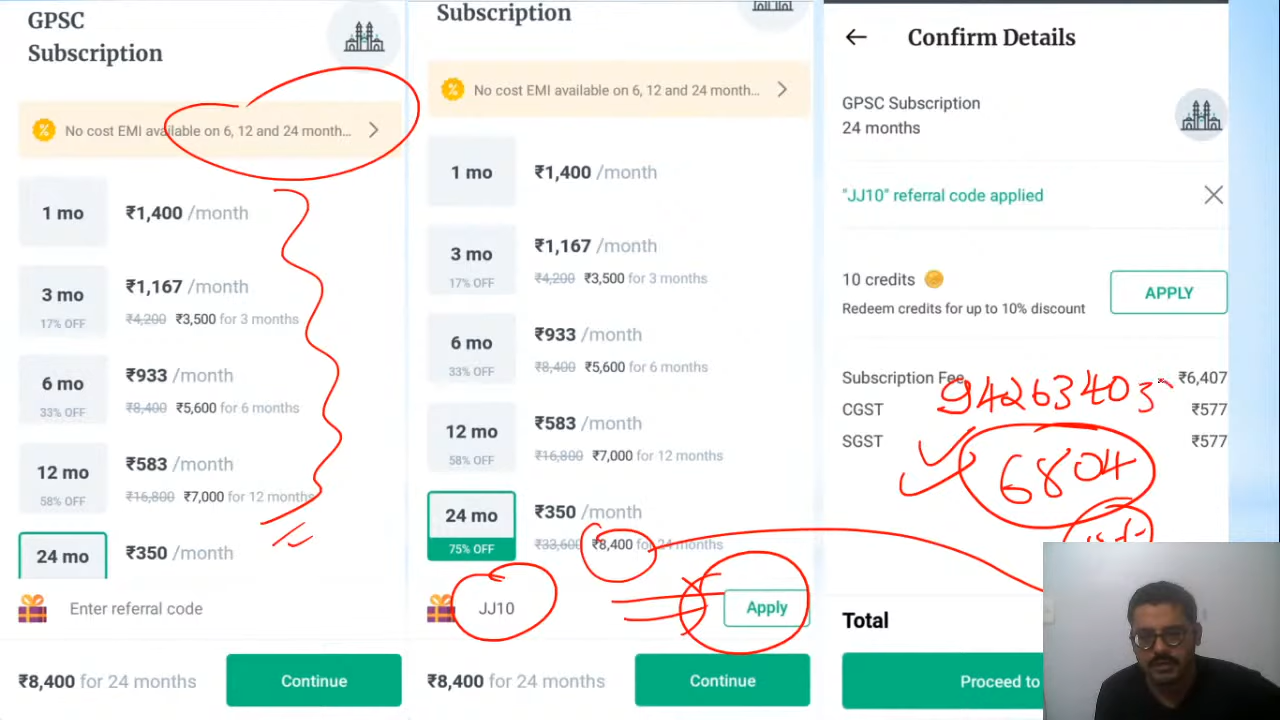 GPSC
Subscription
No cost EMI available on 6, 12 and 24 month...
1 mo
₹1,400 /month
3 mo
17% OFF
₹1,167 /month
₹4,200 ₹3,500 for 3 months
6 mo
33% OFF
₹933 /month
₹8,400 ₹5,600 for 6 months
12 mo
58% OFF
₹583 /month
₹16,800 ₹7,000 for 12 months
24 mo
₹350 /month
Enter referral code
₹8,400 for 24 months
Continue
Subscription
No cost EMI available on 6, 12 and 24 month...
1 mo
₹1,400 /month
3 mo
17% OFF
₹1,167 /month
₹4,200 ₹3,500 for 3 months
6 mo
33% OFF
₹933 /month
₹8,400 ₹5,600 for 6 months
12 mo
58% OFF
₹583 /month
₹16,800 ₹7,000 for 12 months
24 mo
75% OFF
₹350 /month
₹33,600 ₹8,400 for 24 months
JJ10
Apply
₹8,400 for 24 months
Continue
Confirm Details
GPSC Subscription
24 months
"JJ10" referral code applied
10 credits
Redeem credits for up to 10% discount
APPLY
Subscription Fee ₹6,407
94263403
CGST ₹577
SGST ₹577
6804
Total
Proceed to